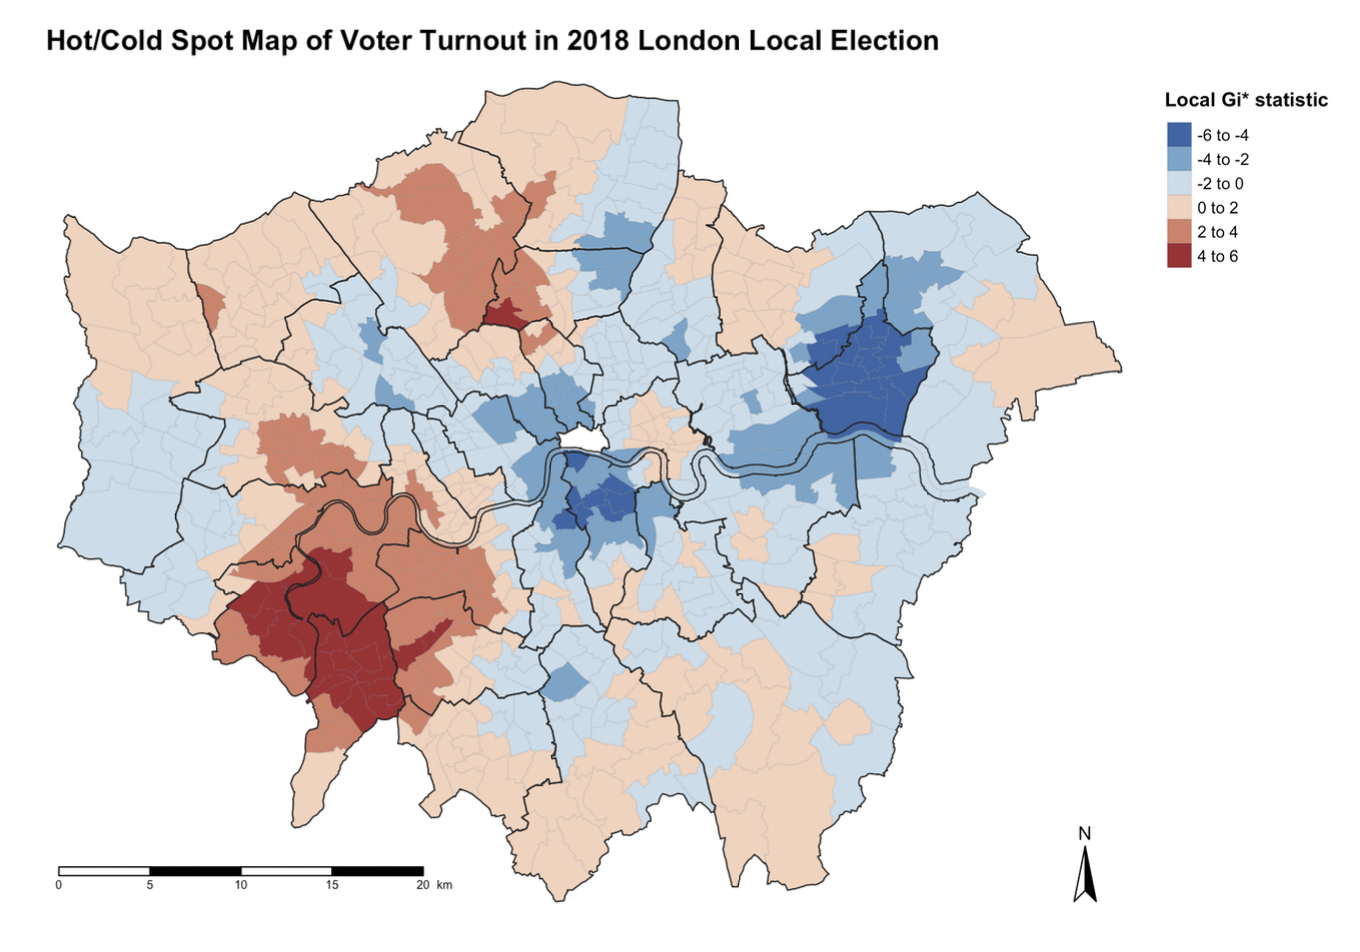 Hot/Cold Spot Map of Voter Turnout in 2018 London Local Election
Local Gi* statistic
-6 to -4
-4 to -2
-2 to 0
0 to 2
2 to 4
4 to 6
N
0 5 10 15 20 km